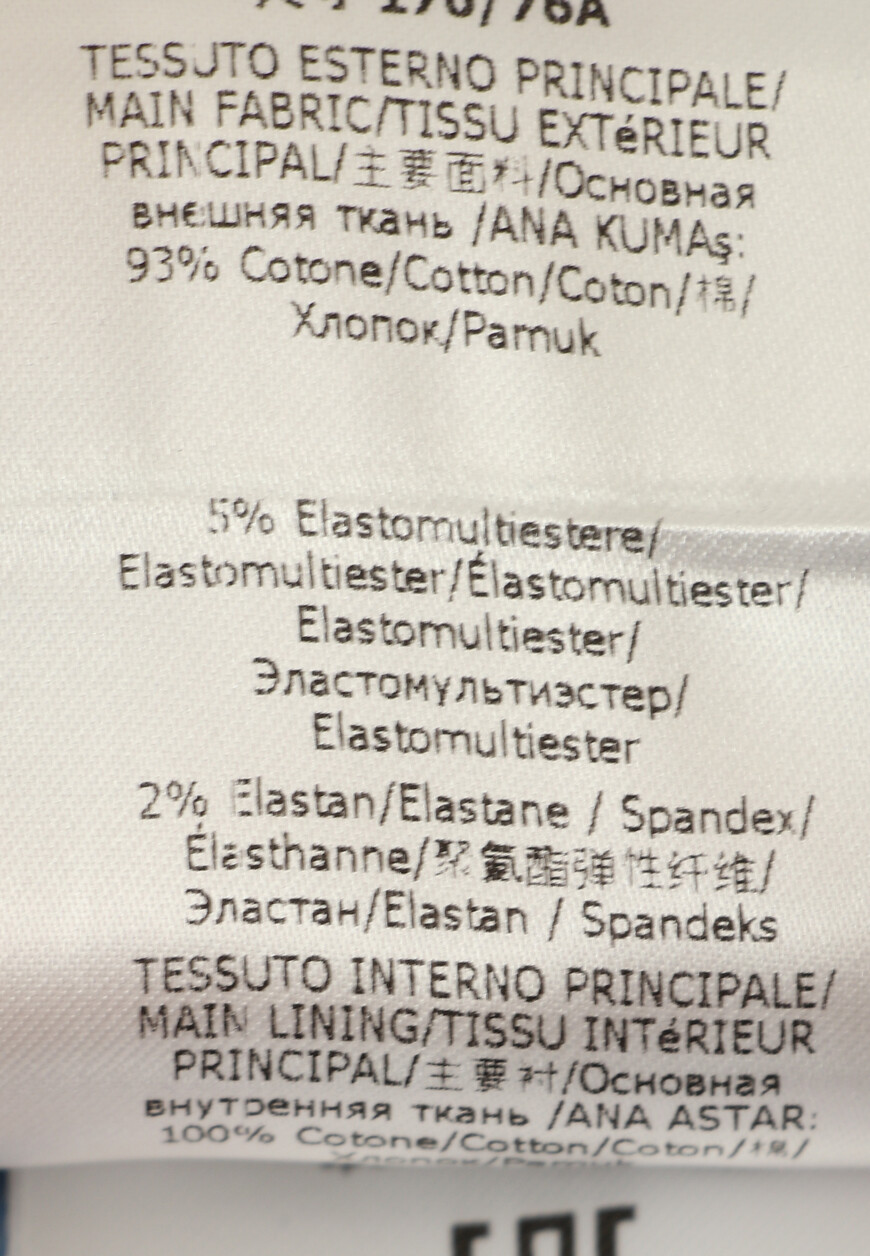 170/76A
TESSUTO ESTERNO PRINCIPALE/
MAIN FABRIC/TISSU EXTéRIEUR
PRINCIPAL/主要面料/Основная
внешняя ткань /ANA KUMAş:
93% Cotone/Cotton/Coton/棉/
Хлопок/Pamuk
5% Elastomultiestere/
Elastomultiester/Élastomultiester/
Elastomultiester/
Эластомультиэстер/
Elastomultiester
2% Elastan/Elastane / Spandex/
Élasthanne/聚氨酯弹性纤维/
Эластан/Elastan / Spandeks
TESSUTO INTERNO PRINCIPALE/
MAIN LINING/TISSU INTéRIEUR
PRINCIPAL/主要衬/Основная
внутренняя ткань /ANA ASTAR:
100% Cotone/Cotton/Coton/棉/